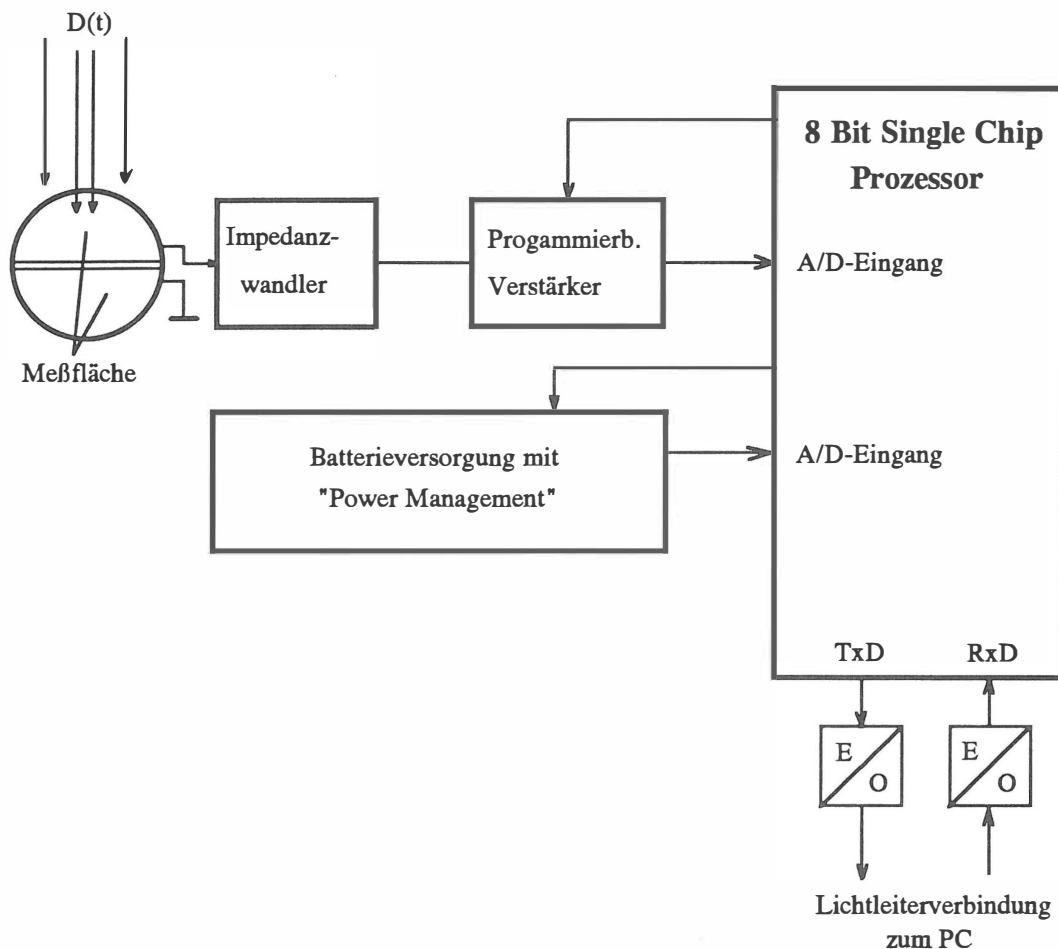 D(t)
8 Bit Single Chip
Prozessor
Impedanz-
wandler
Progammierb.
Verstärker
A/D-Eingang
Meßfläche
Batterieversorgung mit
"Power Management"
A/D-Eingang
TxD
RxD
E
O
E
O
Lichtleiterverbindung
zum PC